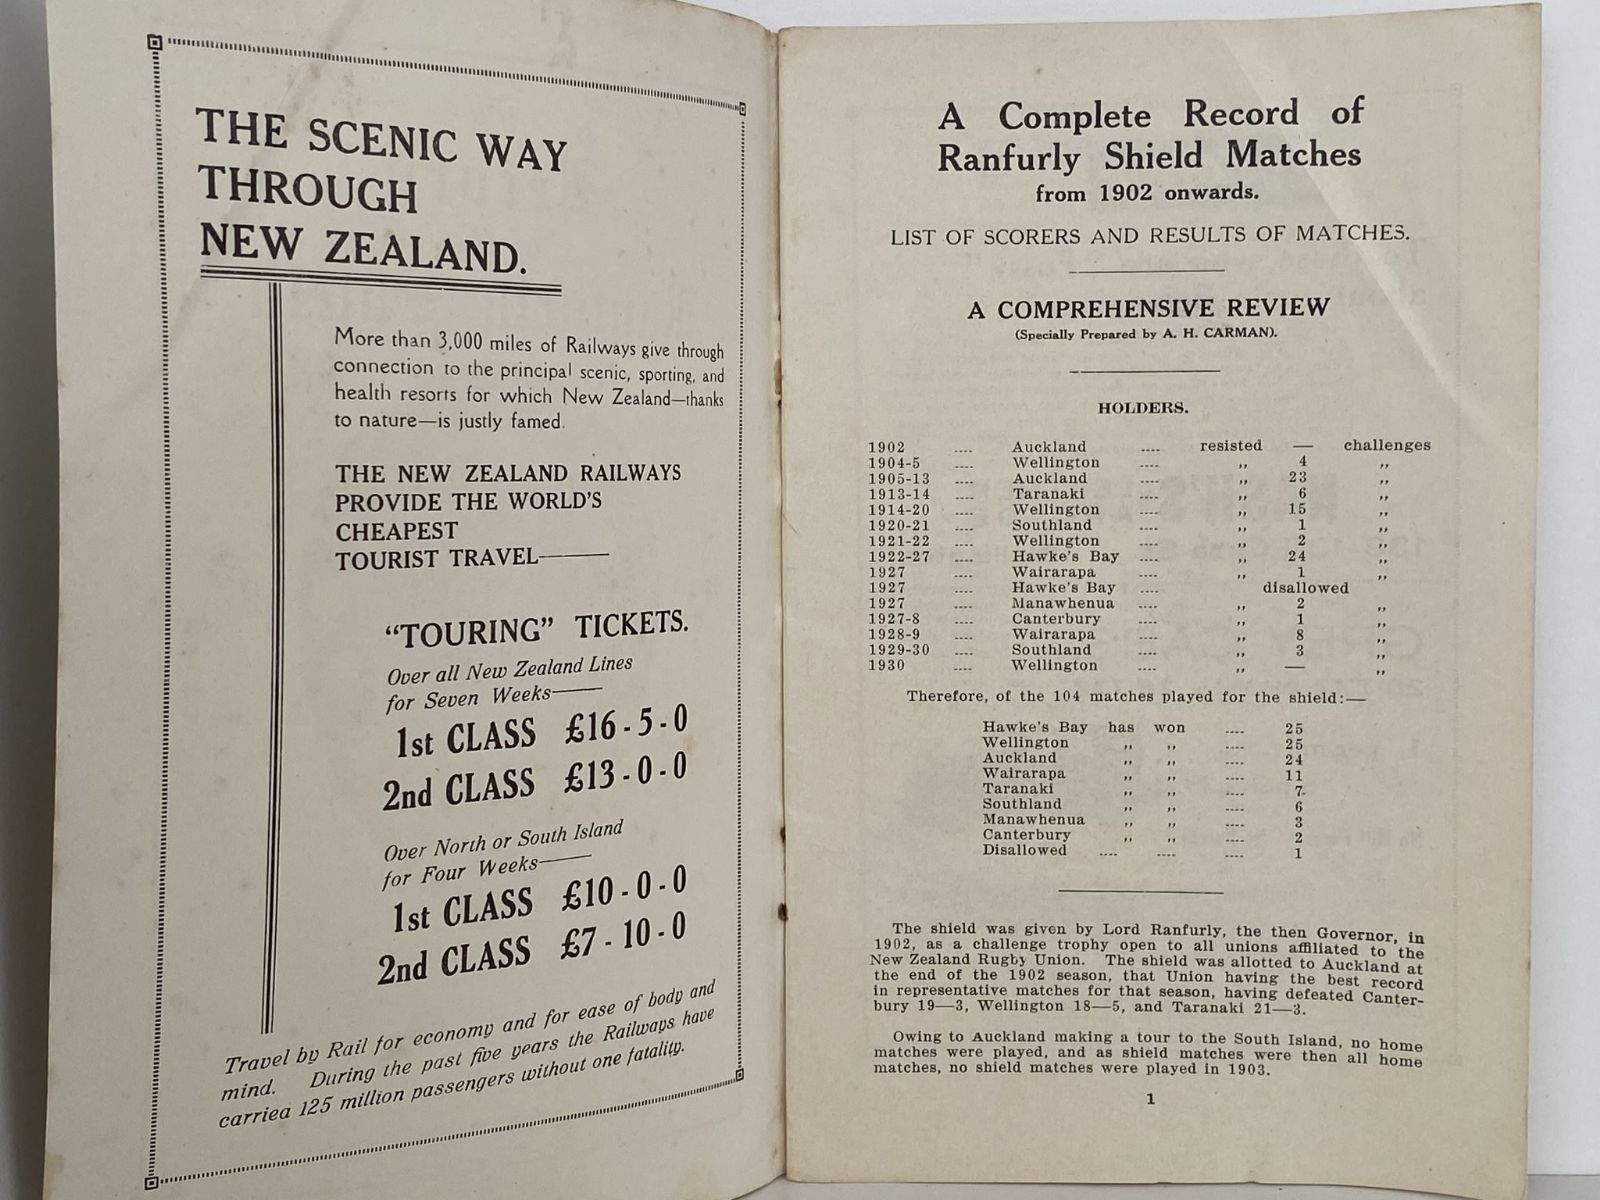 THE SCENIC WAY
THROUGH
NEW ZEALAND.
More than 3,000 miles of Railways give through
connection to the principal scenic, sporting, and
health resorts for which New Zealand—thanks
to nature—is justly famed.
THE NEW ZEALAND RAILWAYS
PROVIDE THE WORLD'S
CHEAPEST
TOURIST TRAVEL——
"TOURING" TICKETS.
Over all New Zealand Lines
for Seven Weeks——
1st CLASS £16-5-0
2nd CLASS £13-0-0
Over North or South Island
for Four Weeks——
1st CLASS £10-0-0
2nd CLASS £7-10-0
Travel by Rail for economy and for ease of body and
mind. During the past five years the Railways have
carried 125 million passengers without one fatality.
A Complete Record of
Ranfurly Shield Matches
from 1902 onwards.
LIST OF SCORERS AND RESULTS OF MATCHES.
A COMPREHENSIVE REVIEW
(Specially Prepared by A. H. CARMAN).
HOLDERS.
1902 .... Auckland .... resisted — challenges
1904-5 .... Wellington .... ,, 4 ,,
1905-13 .... Auckland .... ,, 23 ,,
1913-14 .... Taranaki .... ,, 6 ,,
1914-20 .... Wellington .... ,, 15 ,,
1920-21 .... Southland .... ,, 1 ,,
1921-22 .... Wellington .... ,, 2 ,,
1922-27 .... Hawke's Bay .... ,, 24 ,,
1927 .... Wairarapa .... ,, 1 ,,
1927 .... Hawke's Bay .... disallowed
1927 .... Manawhenua .... ,, 2 ,,
1927-8 .... Canterbury .... ,, 1 ,,
1928-9 .... Wairarapa .... ,, 8 ,,
1929-30 .... Southland .... ,, 3 ,,
1930 .... Wellington .... ,, — ,,
Therefore, of the 104 matches played for the shield:—
Hawke's Bay has won .... 25
Wellington ,, ,, .... 25
Auckland ,, ,, .... 24
Wairarapa ,, ,, .... 11
Taranaki ,, ,, .... 7
Southland ,, ,, .... 6
Manawhenua ,, ,, .... 3
Canterbury ,, ,, .... 2
Disallowed .... .... .... 1
The shield was given by Lord Ranfurly, the then Governor, in
1902, as a challenge trophy open to all unions affiliated to the
New Zealand Rugby Union. The shield was allotted to Auckland at
the end of the 1902 season, that Union having the best record
in representative matches for that season, having defeated Canter-
bury 19—3, Wellington 18—5, and Taranaki 21—3.
Owing to Auckland making a tour to the South Island, no home
matches were played, and as shield matches were then all home
matches, no shield matches were played in 1903.
1